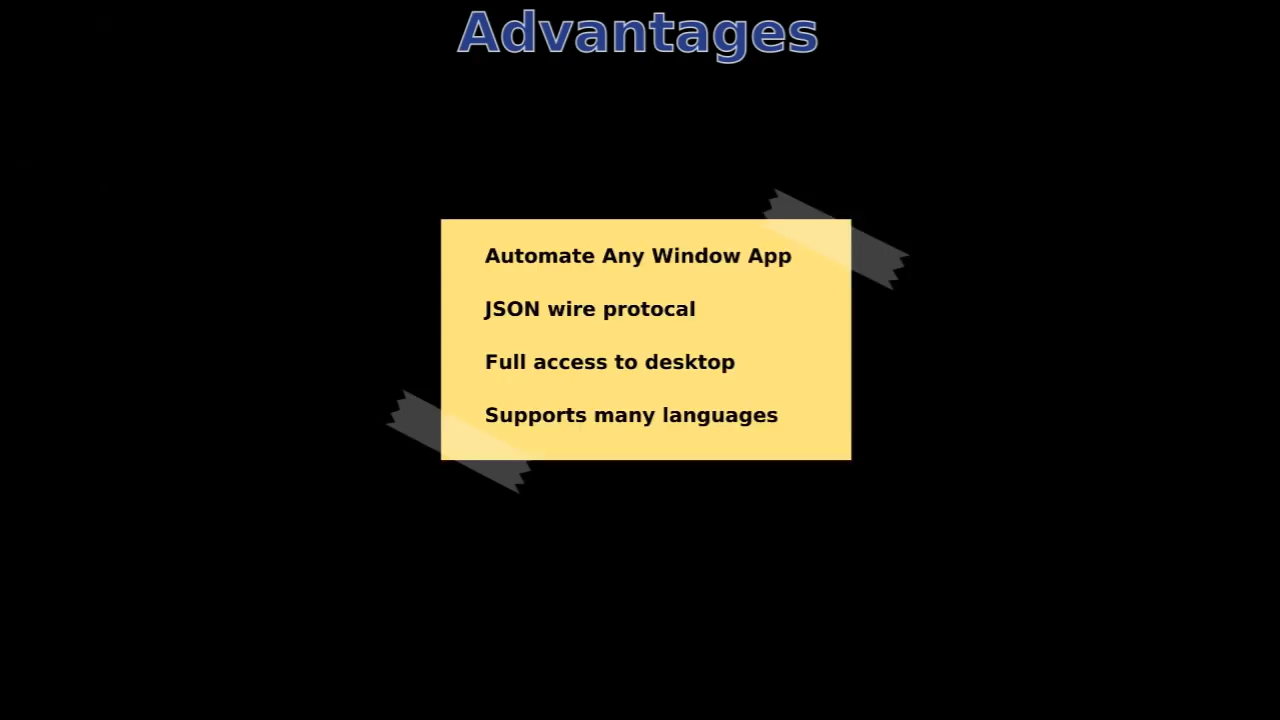 Advantages
Automate Any Window App
JSON wire protocal
Full access to desktop
Supports many languages